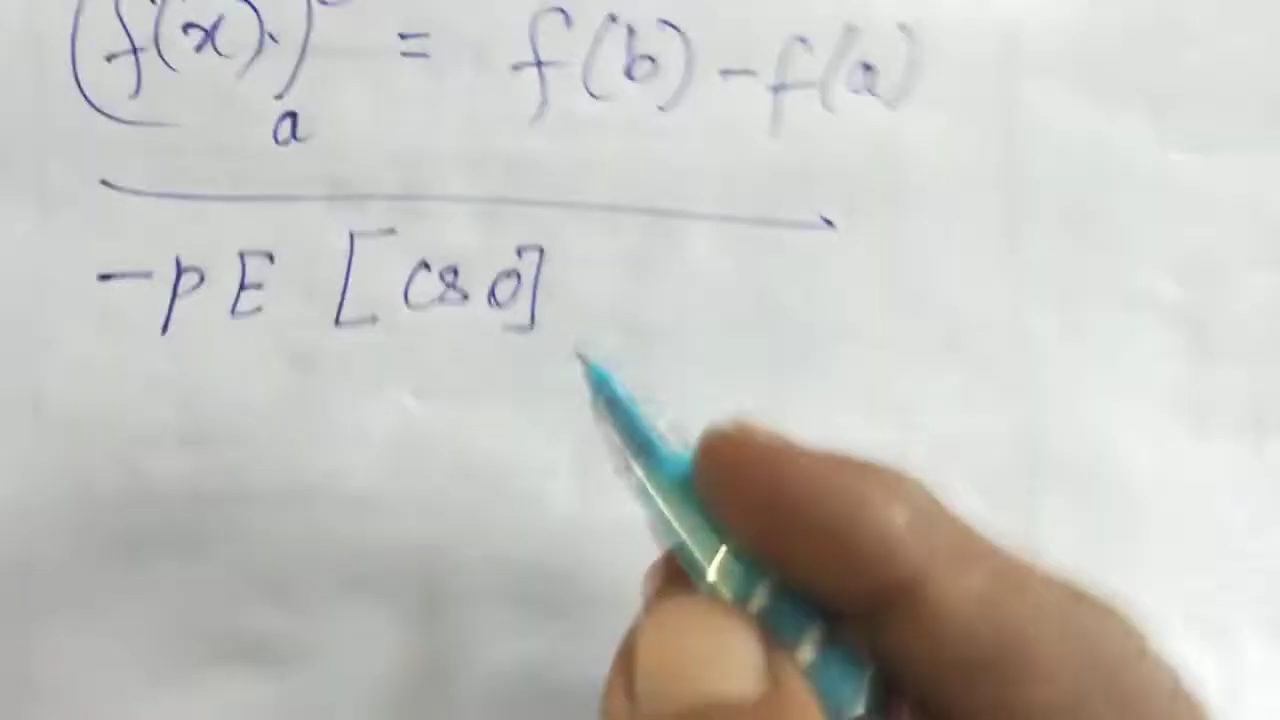 (f(x).)a = f(b) - f(a)
- pE [cos θ]